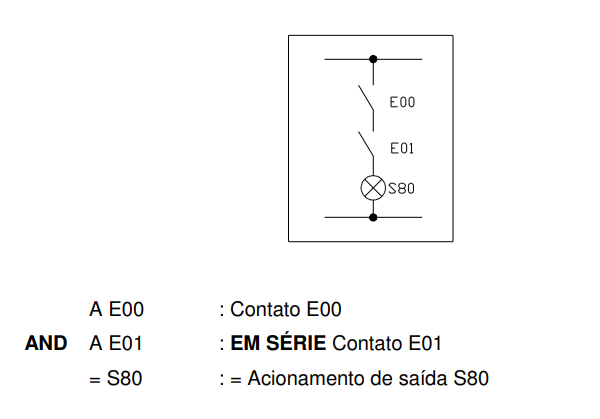 E00
E01
S80
A E00 : Contato E00
AND A E01 : EM SÉRIE Contato E01
= S80 : = Acionamento de saída S80